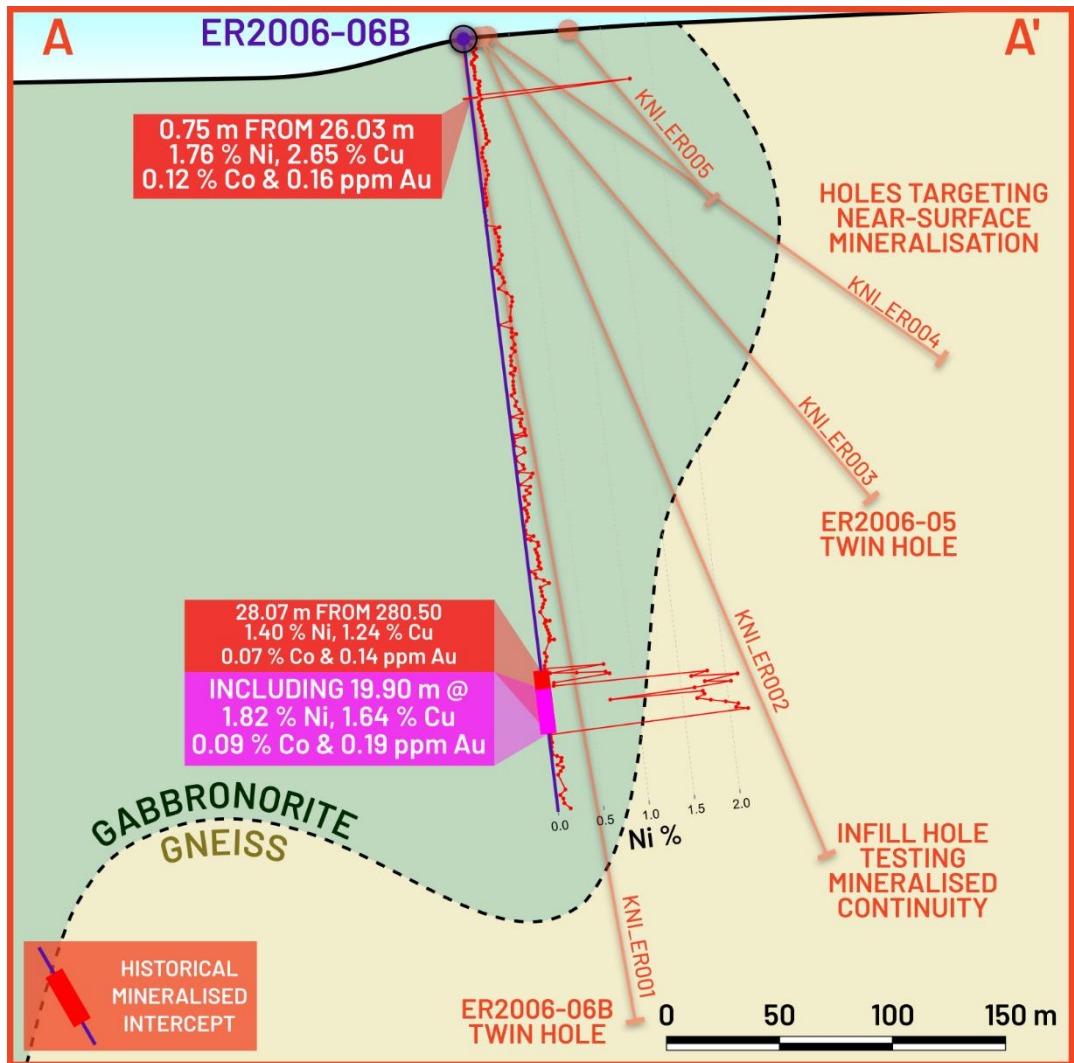 A
ER2006-06B
A'
0.75 m FROM 26.03 m
1.76 % Ni, 2.65 % Cu
0.12 % Co & 0.16 ppm Au
KNI_ER005
HOLES TARGETING
NEAR-SURFACE
MINERALISATION
KNI_ER004
KNI_ER003
ER2006-05
TWIN HOLE
28.07 m FROM 280.50
1.40 % Ni, 1.24 % Cu
0.07 % Co & 0.14 ppm Au
INCLUDING 19.90 m @
1.82 % Ni, 1.64 % Cu
0.09 % Co & 0.19 ppm Au
KNI_ER002
GABBRONORITE
GNEISS
0.0 0.5 1.0 1.5 2.0
Ni %
INFILL HOLE
TESTING
MINERALISED
CONTINUITY
KNI_ER001
HISTORICAL
MINERALISED
INTERCEPT
ER2006-06B
TWIN HOLE
0 50 100 150 m